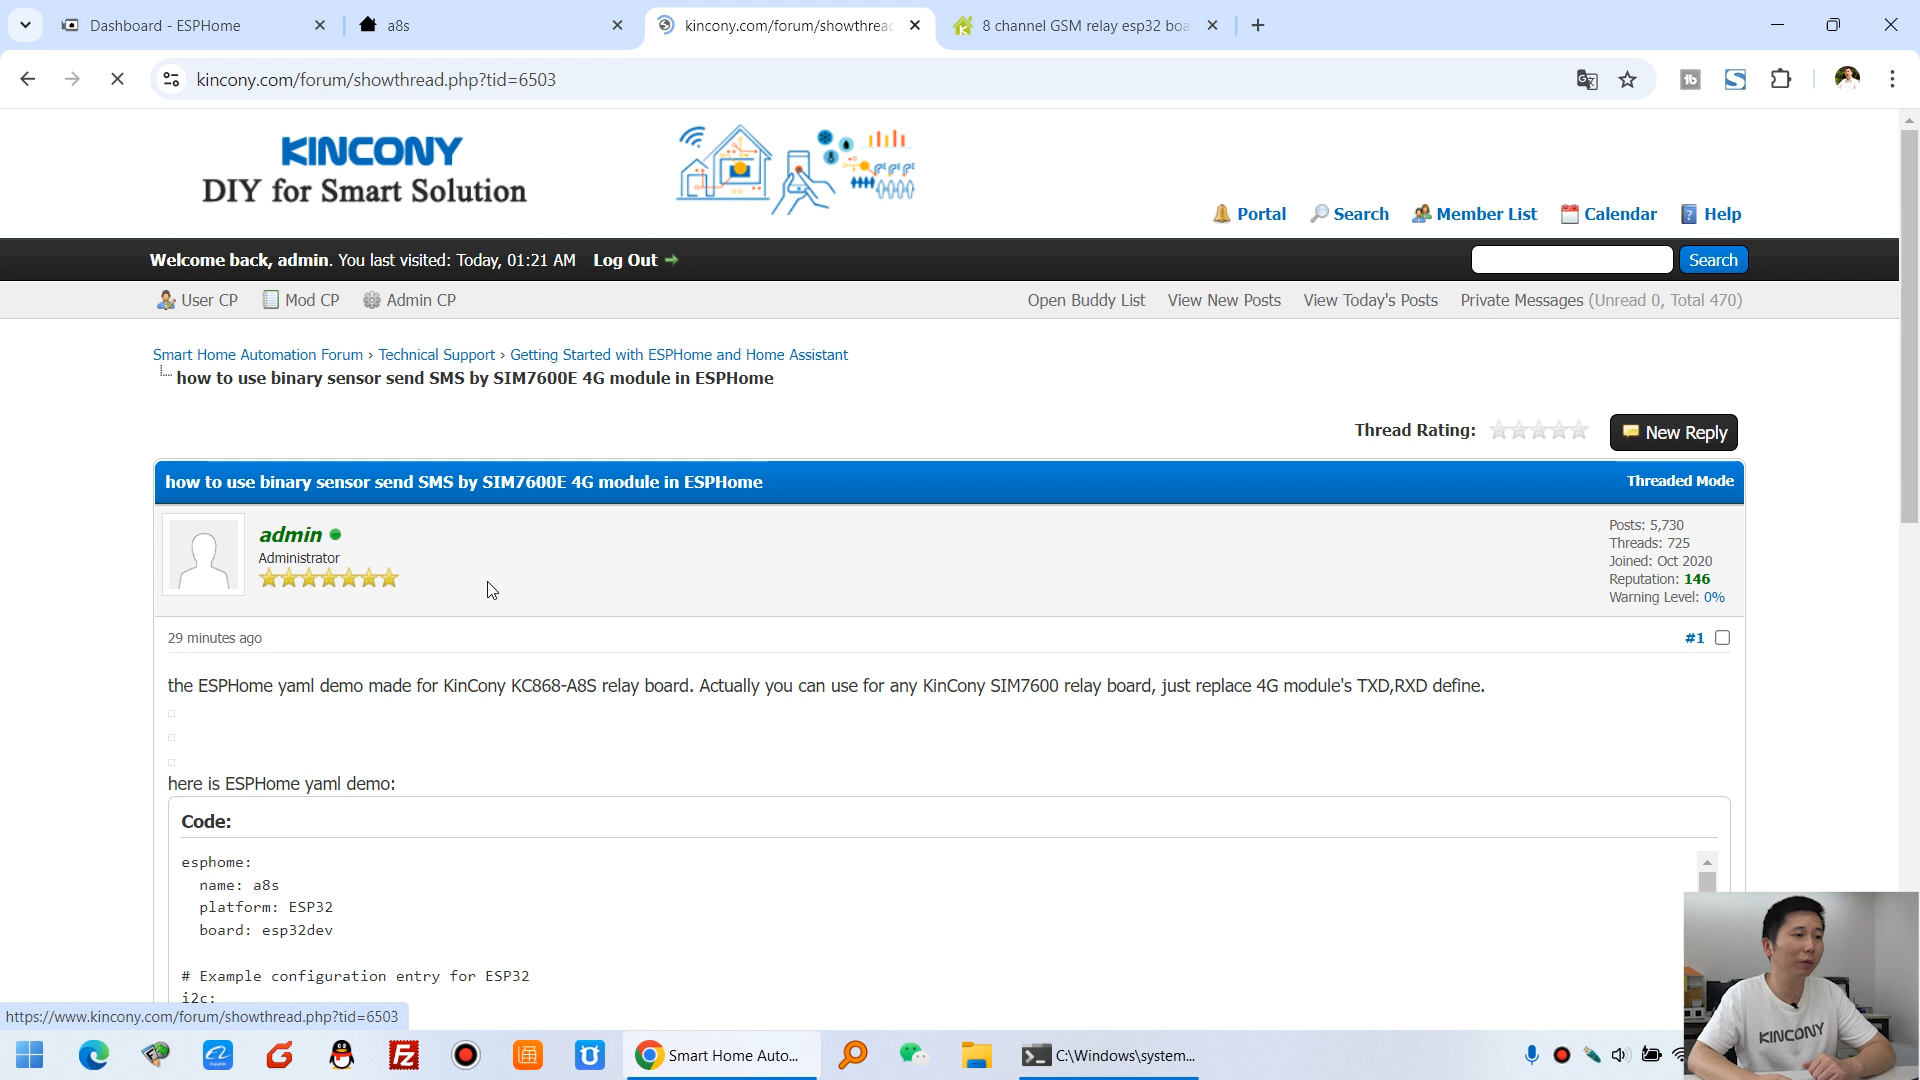 Dashboard - ESPHome
a8s
kincony.com/forum/showthread
8 channel GSM relay esp32 boa
kincony.com/forum/showthread.php?tid=6503
KINCONY
DIY for Smart Solution
Portal
Search
Member List
Calendar
Help
Welcome back, admin. You last visited: Today, 01:21 AM Log Out
Search
User CP
Mod CP
Admin CP
Open Buddy List
View New Posts
View Today's Posts
Private Messages (Unread 0, Total 470)
Smart Home Automation Forum › Technical Support › Getting Started with ESPHome and Home Assistant
how to use binary sensor send SMS by SIM7600E 4G module in ESPHome
Thread Rating:
New Reply
how to use binary sensor send SMS by SIM7600E 4G module in ESPHome
Threaded Mode
admin
Administrator
Posts: 5,730
Threads: 725
Joined: Oct 2020
Reputation: 146
Warning Level: 0%
29 minutes ago
#1
the ESPHome yaml demo made for KinCony KC868-A8S relay board. Actually you can use for any KinCony SIM7600 relay board, just replace 4G module's TXD,RXD define.
here is ESPHome yaml demo:
Code:
esphome:
name: a8s
platform: ESP32
board: esp32dev
# Example configuration entry for ESP32
i2c:
https://www.kincony.com/forum/showthread.php?tid=6503
Smart Home Auto...
C:\Windows\system...
KINCONY